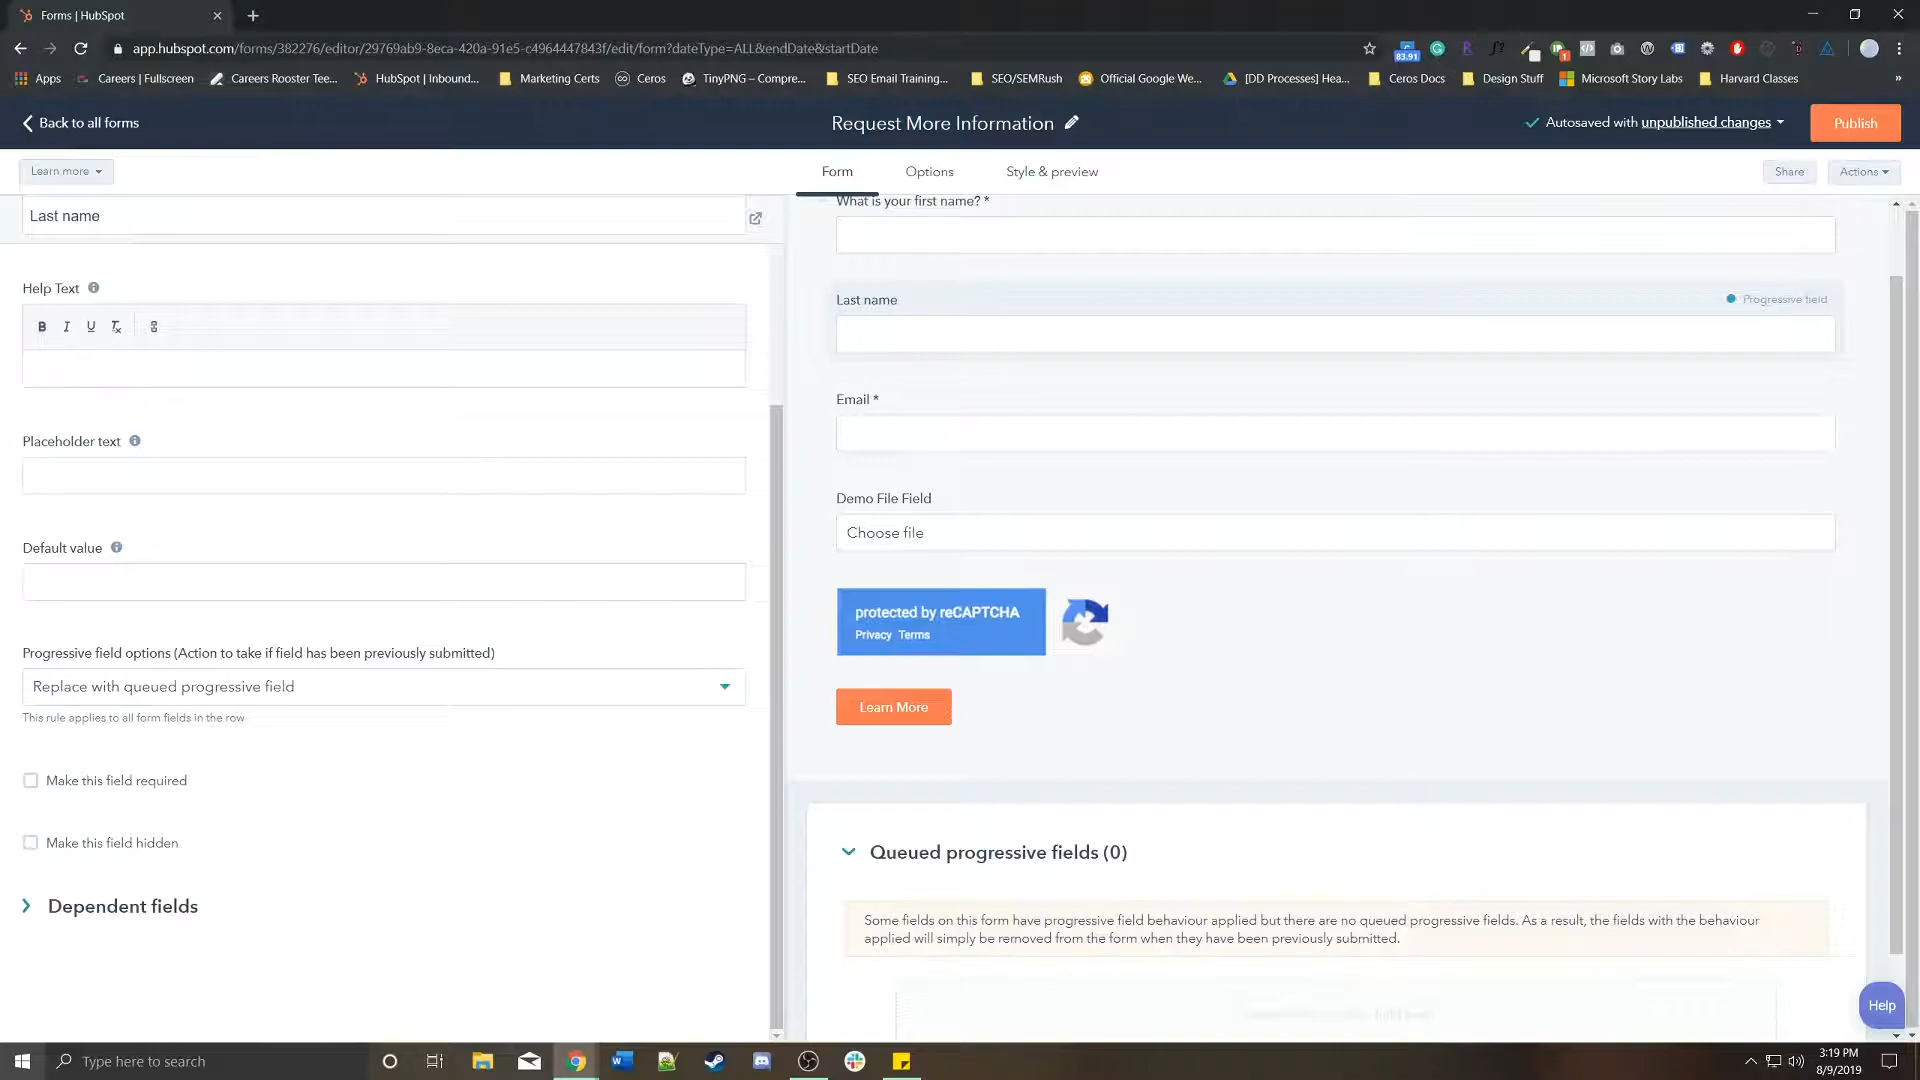 Forms | HubSpot
app.hubspot.com/forms/382276/editor/29769ab9-8eca-420a-91e5-c4964447843f/edit/form?dateType=ALL&endDate&startDate
83.91
1
Apps
Careers | Fullscreen
Careers Rooster Tee...
HubSpot | Inbound...
Marketing Certs
Ceros
TinyPNG – Compre...
SEO Email Training...
SEO/SEMRush
Official Google We...
[DD Processes] Hea...
Ceros Docs
Design Stuff
Microsoft Story Labs
Harvard Classes
»
Back to all forms
Request More Information
Autosaved with unpublished changes
Publish
Learn more
Form
Options
Style & preview
Share
Actions
Last name
Help Text
B I U Tx
Placeholder text
Default value
Progressive field options (Action to take if field has been previously submitted)
Replace with queued progressive field
This rule applies to all form fields in the row
Make this field required
Make this field hidden
Dependent fields
What is your first name? *
Last name
Progressive field
Email *
Demo File Field
Choose file
protected by reCAPTCHA
Privacy Terms
Learn More
Queued progressive fields (0)
Some fields on this form have progressive field behaviour applied but there are no queued progressive fields. As a result, the fields with the behaviour
applied will simply be removed from the form when they have been previously submitted.
Help
Type here to search
3:19 PM
8/9/2019